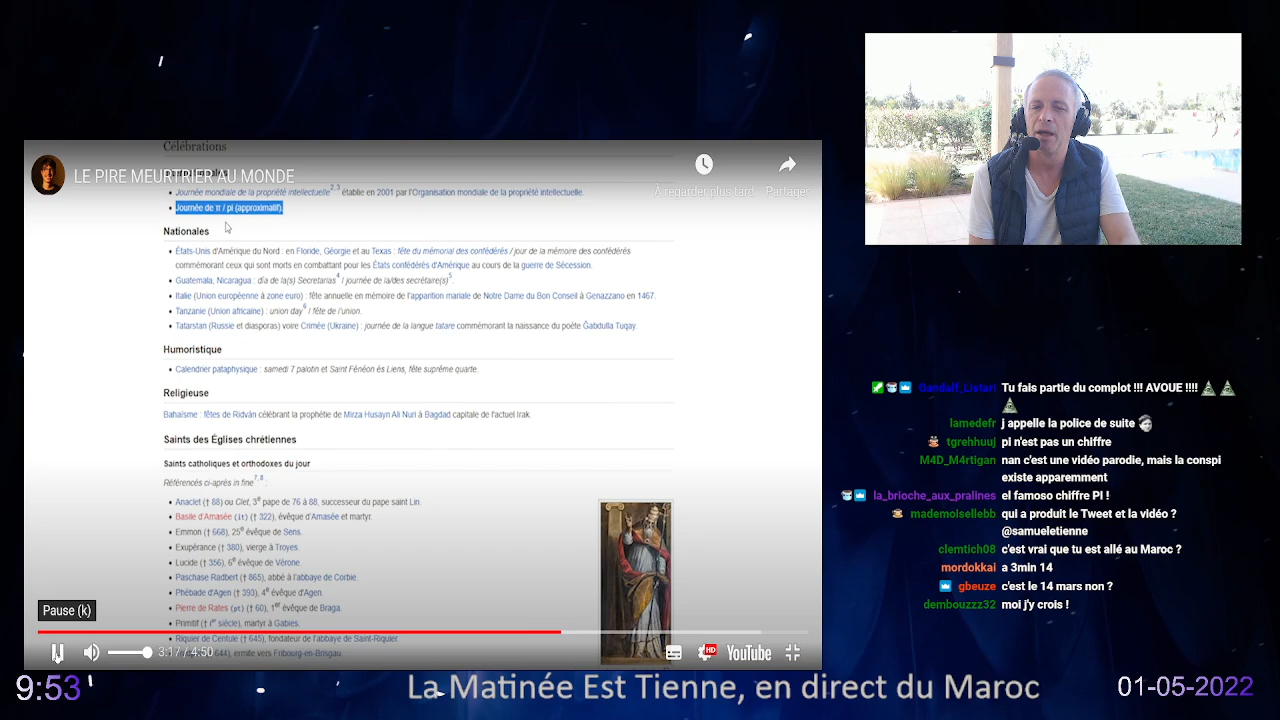 Célébrations
LE PIRE MEURTRIER AU MONDE
À regarder plus tard
Partager
Journée mondiale de la propriété intellectuelle2,3 établie en 2001 par l'Organisation mondiale de la propriété intellectuelle.
Journée de π / pi (approximatif).
Nationales
États-Unis d'Amérique du Nord : en Floride, Géorgie et au Texas : fête du mémorial des confédérés / jour de la mémoire des confédérés
commémorant ceux qui sont morts en combattant pour les États confédérés d'Amérique au cours de la guerre de Sécession.
Guatemala, Nicaragua : día de la(s) Secretarias4 / journée de la/des secrétaire(s)5.
Italie (Union européenne à zone euro) : fête annuelle en mémoire de l'apparition mariale de Notre Dame du Bon Conseil à Genazzano en 1467.
Tanzanie (Union africaine) : union day6 / fête de l'union.
Tatarstan (Russie et diasporas) voire Crimée (Ukraine) : journée de la langue tatare commémorant la naissance du poète Ğabdulla Tuqay.
Humoristique
Calendrier pataphysique : samedi 7 palotin et Saint Fénéon ès Liens, fête suprême quarte.
Religieuse
Bahaïsme : fêtes de Ridván célébrant la prophétie de Mirza Husayn Ali Nuri à Bagdad capitale de l'actuel Irak.
Saints des Églises chrétiennes
Saints catholiques et orthodoxes du jour
Référencés ci-après in fine7,8 :
Anaclet († 88) ou Clet, 3e pape de 76 à 88, successeur du pape saint Lin.
Basile d'Amasée (it) († 322), évêque d'Amasée et martyr.
Emmon († 668), 25e évêque de Sens.
Exupérance († 380), vierge à Troyes.
Lucide († 356), 6e évêque de Vérone.
Paschase Radbert († 865), abbé à l'abbaye de Corbie.
Phébade d'Agen († 393), 4e évêque d'Agen.
Pierre de Rates (pt) († 60), 1er évêque de Braga.
Primitif († Ier siècle), martyr à Gabies.
Riquier de Centule († 645), fondateur de l'abbaye de Saint-Riquier.
644), ermite vers Fribourg-en-Brisgau.
Pause (k)
3:17 / 4:50
HD
YouTube
Gandalf_Listari Tu fais partie du complot !!! AVOUE !!!!
lamedefr j appelle la police de suite
tgrehhuuj pi n'est pas un chiffre
M4D_M4rtigan nan c'est une vidéo parodie, mais la conspi
existe apparemment
la_brioche_aux_pralines el famoso chiffre PI !
mademoisellebb qui a produit le Tweet et la vidéo ?
@samueletienne
clemtich08 c'est vrai que tu est allé au Maroc ?
mordokkai a 3min 14
gbeuze c'est le 14 mars non ?
dembouzzz32 moi j'y crois !
9:53
La Matinée Est Tienne, en direct du Maroc
01-05-2022